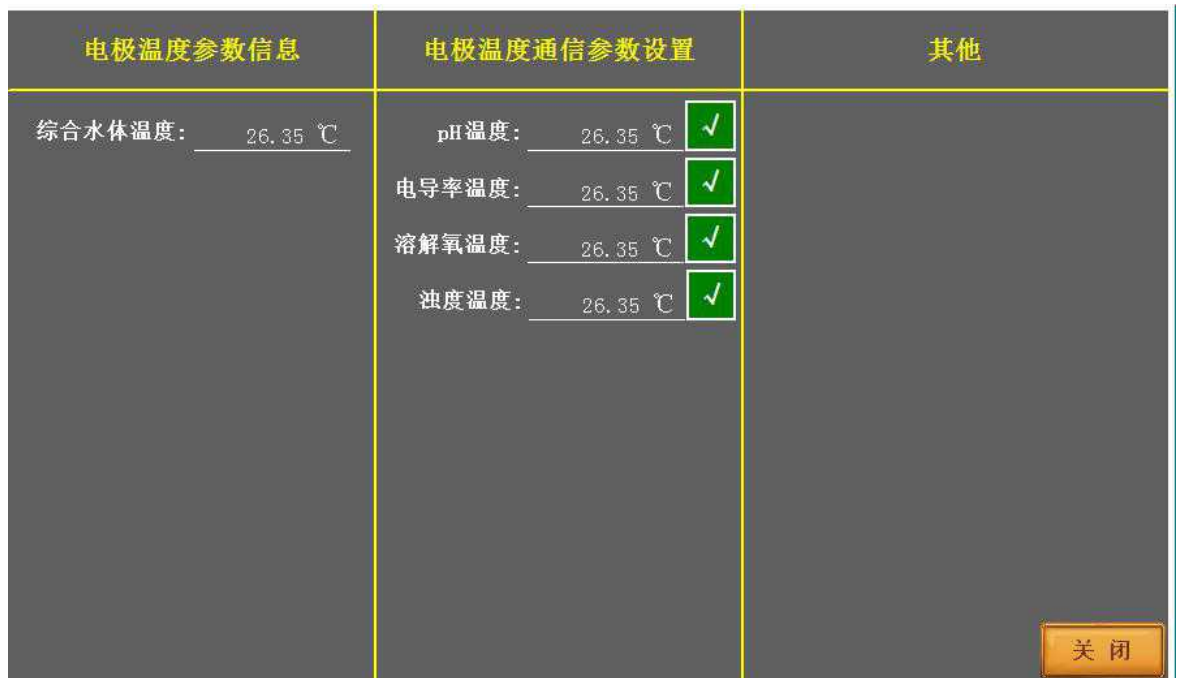 电极温度参数信息
电极温度通信参数设置
其他
综合水体温度: 26.35 ℃
pH温度: 26.35 ℃ √
电导率温度: 26.35 ℃ √
溶解氧温度: 26.35 ℃ √
浊度温度: 26.35 ℃ √
关 闭